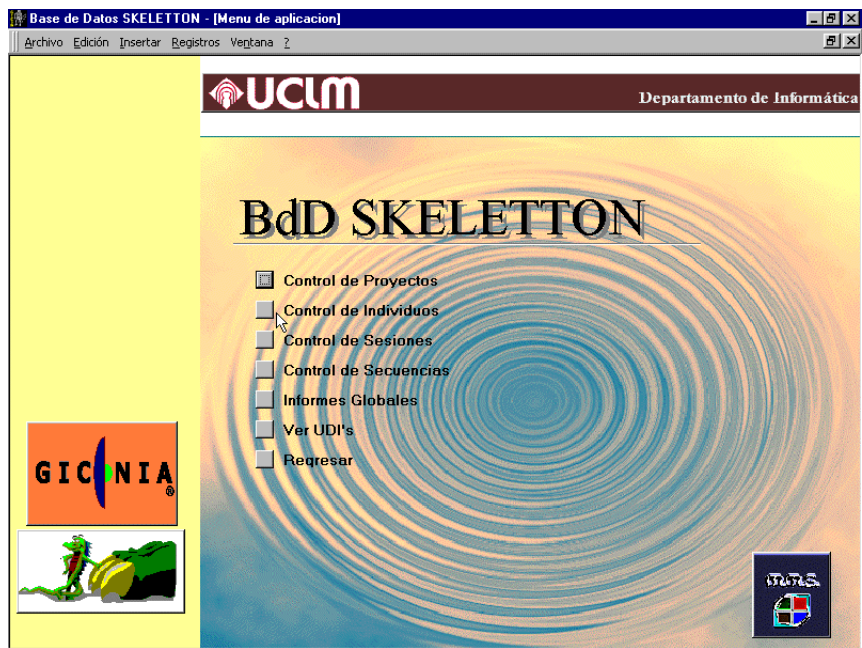 Base de Datos SKELETTON - [Menu de aplicacion]
Archivo Edición Insertar Registros Ventana ?
UCLM
Departamento de Informática
BdD SKELETTON
Control de Proyectos
Control de Individuos
Control de Sesiones
Control de Secuencias
Informes Globales
Ver UDI's
Regresar
GICONIA®